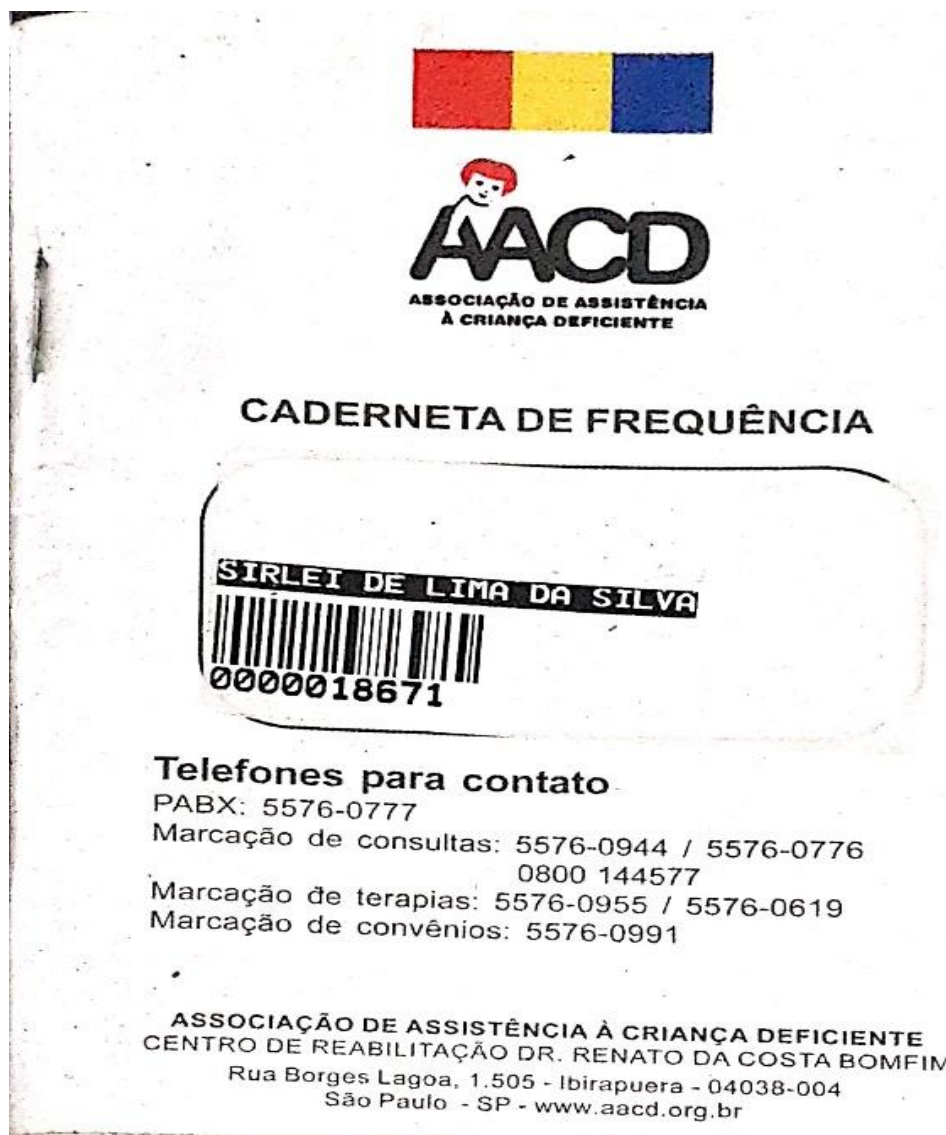 AACD
ASSOCIAÇÃO DE ASSISTÊNCIA
À CRIANÇA DEFICIENTE
CADERNETA DE FREQUÊNCIA
SIRLEI DE LIMA DA SILVA
0000018671
Telefones para contato
PABX: 5576-0777
Marcação de consultas: 5576-0944 / 5576-0776
0800 144577
Marcação de terapias: 5576-0955 / 5576-0619
Marcação de convênios: 5576-0991
ASSOCIAÇÃO DE ASSISTÊNCIA À CRIANÇA DEFICIENTE
CENTRO DE REABILITAÇÃO DR. RENATO DA COSTA BOMFIM
Rua Borges Lagoa, 1.505 - Ibirapuera - 04038-004
São Paulo - SP - www.aacd.org.br